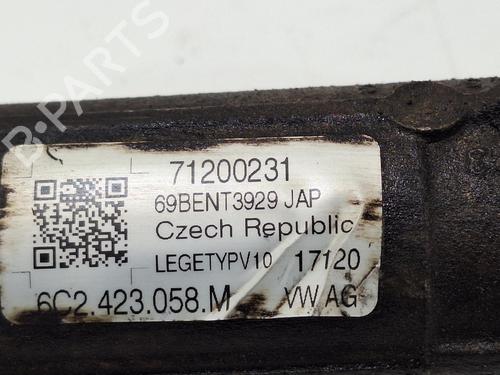 B-PARTS
71200231
69BENT3929 JAP
Czech Republic
LEGETYPV10 17120
6C2.423.058.M VW AG